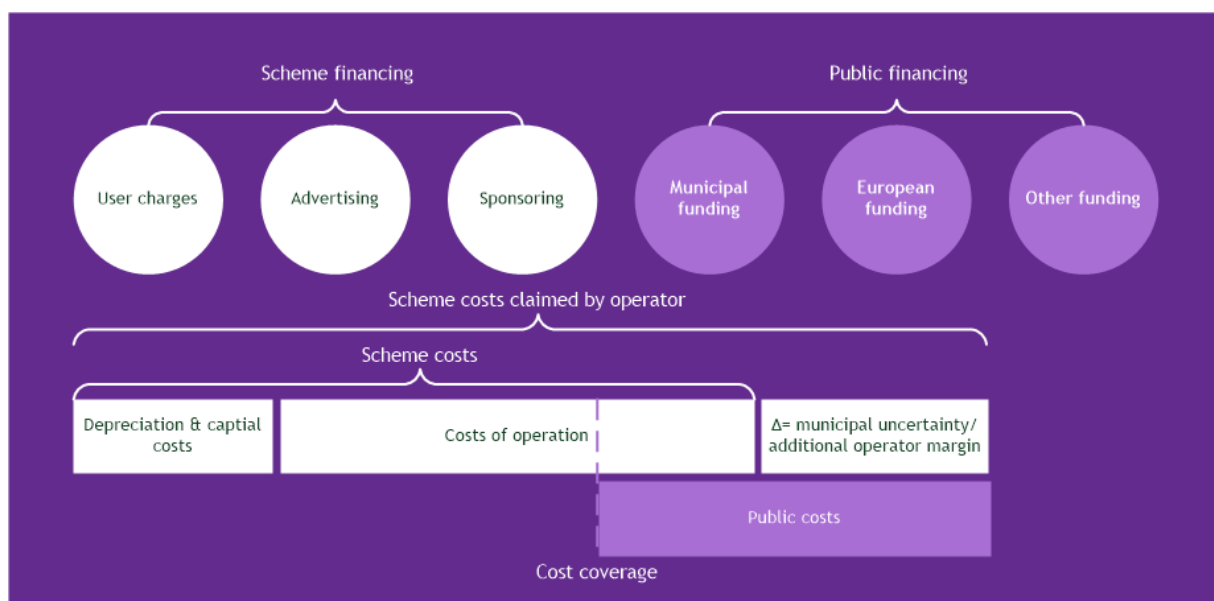 Scheme financing
Public financing
User charges
Advertising
Sponsoring
Municipal
funding
European
funding
Other funding
Scheme costs claimed by operator
Scheme costs
Depreciation & captial
costs
Costs of operation
Δ= municipal uncertainty/
additional operator margin
Public costs
Cost coverage